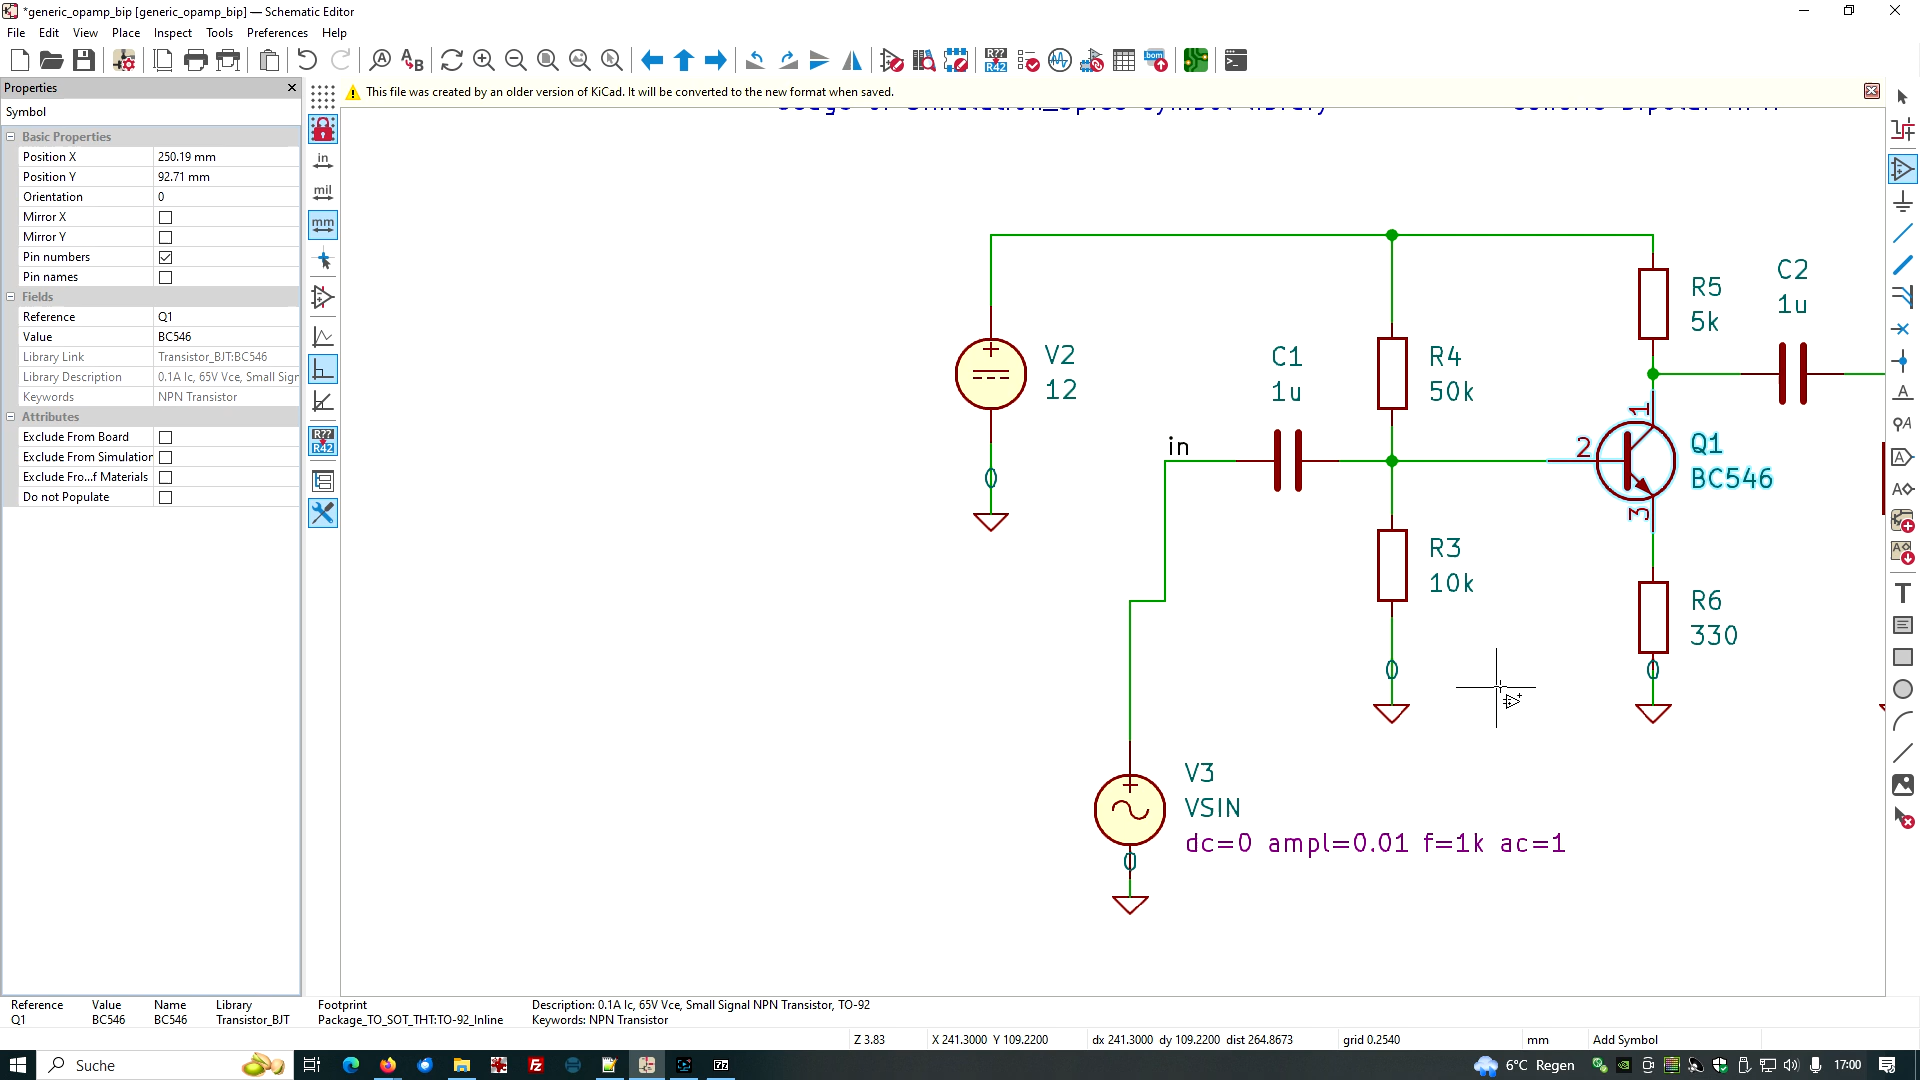 *generic_opamp_bip [generic_opamp_bip] — Schematic Editor
File Edit View Place Inspect Tools Preferences Help
Properties
This file was created by an older version of KiCad. It will be converted to the new format when saved.
Symbol
Basic Properties
Position X 250.19 mm
Position Y 92.71 mm
Orientation 0
Mirror X
Mirror Y
Pin numbers
Pin names
Fields
Reference Q1
Value BC546
Library Link Transistor_BJT:BC546
Library Description 0.1A Ic, 65V Vce, Small Sigr
Keywords NPN Transistor
Attributes
Exclude From Board
Exclude From Simulation
Exclude Fro...f Materials
Do not Populate
in
mil
mm
R??
R42
V2
12
0
in
C1
1u
R4
50k
R3
10k
0
R5
5k
C2
1u
1
2
3
Q1
BC546
R6
330
0
V3
VSIN
dc=0 ampl=0.01 f=1k ac=1
0
Reference Value Name Library Footprint Description: 0.1A Ic, 65V Vce, Small Signal NPN Transistor, TO-92
Q1 BC546 BC546 Transistor_BJT Package_TO_SOT_THT:TO-92_Inline Keywords: NPN Transistor
Z 3.83 X 241.3000 Y 109.2200 dx 241.3000 dy 109.2200 dist 264.8673 grid 0.2540 mm Add Symbol
Suche
6°C Regen
17:00